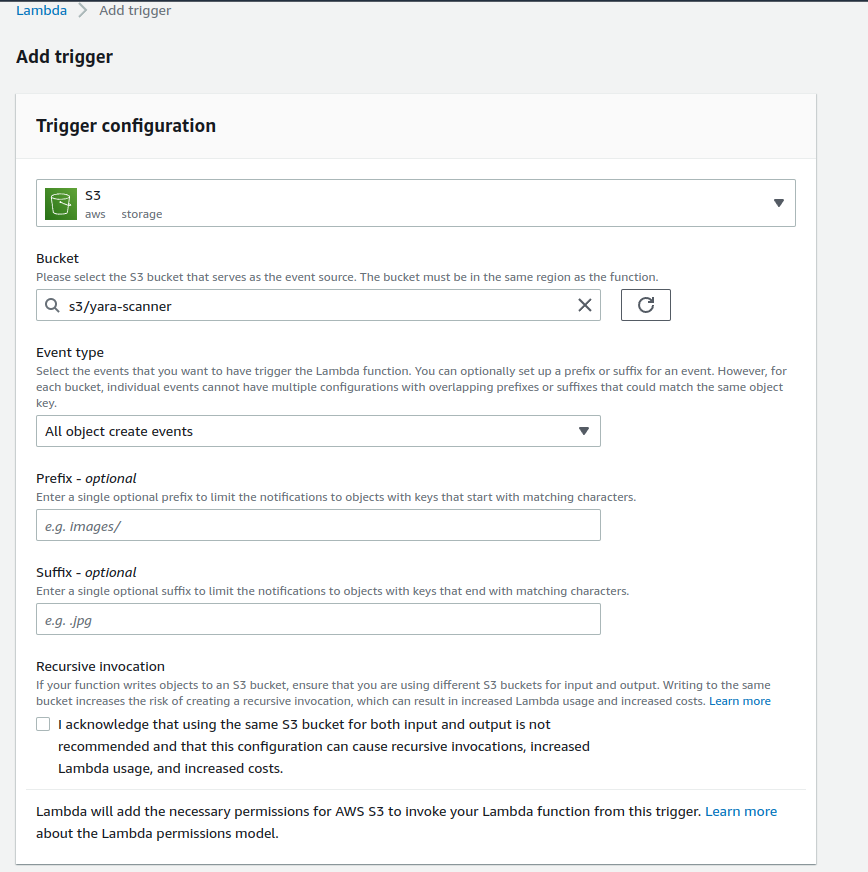 Lambda > Add trigger
Add trigger
Trigger configuration
S3
aws storage
Bucket
Please select the S3 bucket that serves as the event source. The bucket must be in the same region as the function.
s3/yara-scanner
Event type
Select the events that you want to have trigger the Lambda function. You can optionally set up a prefix or suffix for an event. However, for
each bucket, individual events cannot have multiple configurations with overlapping prefixes or suffixes that could match the same object
key.
All object create events
Prefix - optional
Enter a single optional prefix to limit the notifications to objects with keys that start with matching characters.
e.g. images/
Suffix - optional
Enter a single optional suffix to limit the notifications to objects with keys that end with matching characters.
e.g. .jpg
Recursive invocation
If your function writes objects to an S3 bucket, ensure that you are using different S3 buckets for input and output. Writing to the same
bucket increases the risk of creating a recursive invocation, which can result in increased Lambda usage and increased costs. Learn more
I acknowledge that using the same S3 bucket for both input and output is not
recommended and that this configuration can cause recursive invocations, increased
Lambda usage, and increased costs.
Lambda will add the necessary permissions for AWS S3 to invoke your Lambda function from this trigger. Learn more
about the Lambda permissions model.